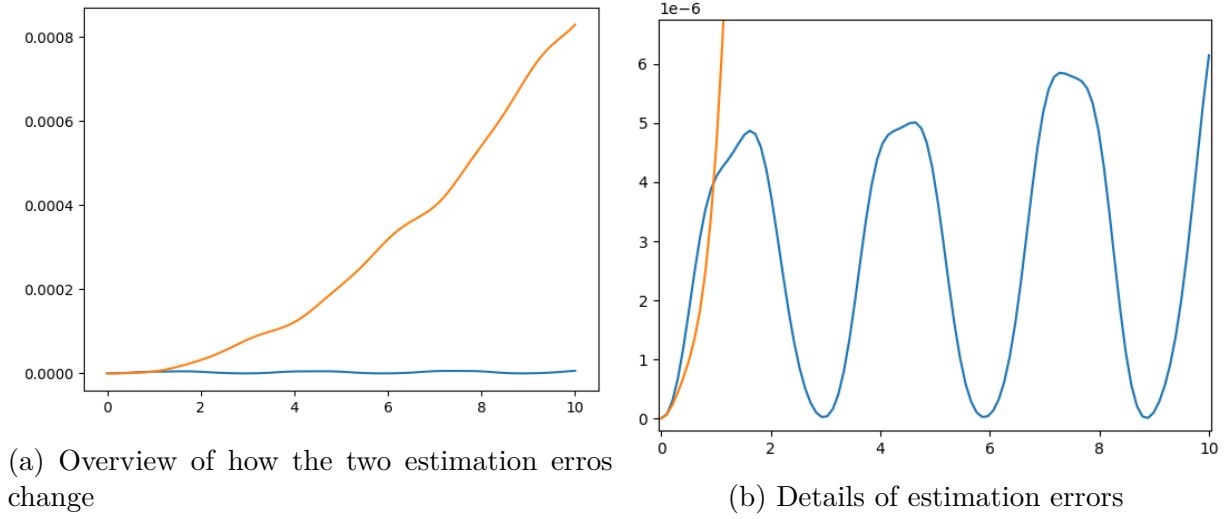 0.0008
0.0006
0.0004
0.0002
0.0000
0 2 4 6 8 10
(a) Overview of how the two estimation erros
change
1e−6
6
5
4
3
2
1
0
0 2 4 6 8 10
(b) Details of estimation errors